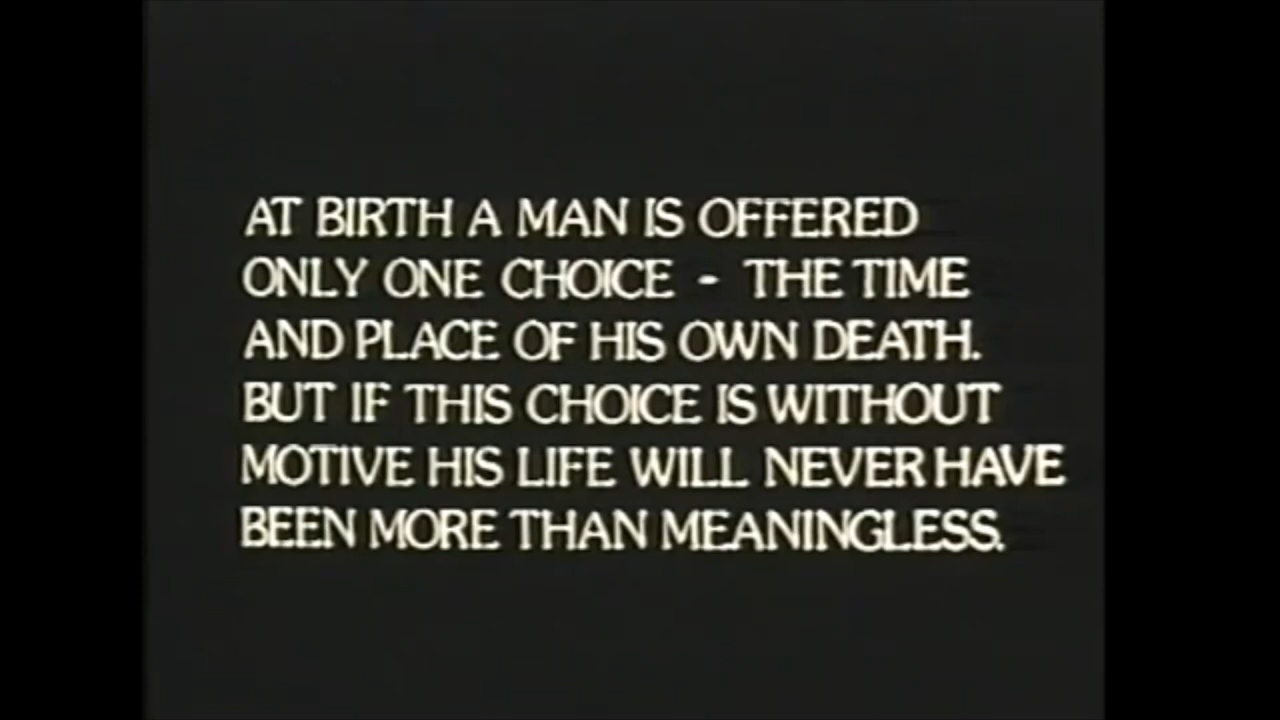 AT BIRTH A MAN IS OFFERED
ONLY ONE CHOICE - THE TIME
AND PLACE OF HIS OWN DEATH.
BUT IF THIS CHOICE IS WITHOUT
MOTIVE HIS LIFE WILL NEVER HAVE
BEEN MORE THAN MEANINGLESS.